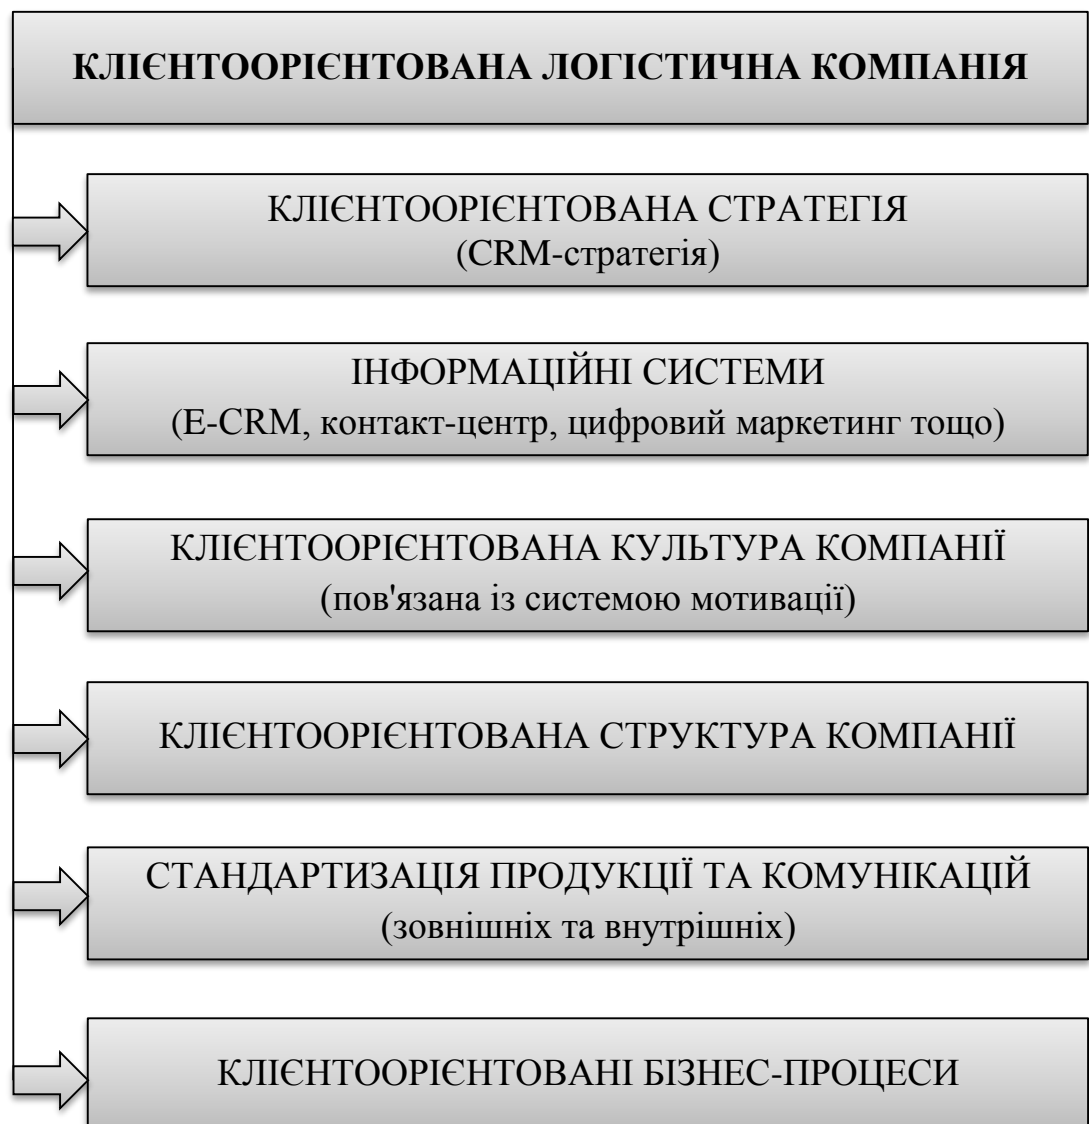 КЛІЄНТООРІЄНТОВАНА ЛОГІСТИЧНА КОМПАНІЯ
КЛІЄНТООРІЄНТОВАНА СТРАТЕГІЯ
(CRM-стратегія)
ІНФОРМАЦІЙНІ СИСТЕМИ
(E-CRM, контакт-центр, цифровий маркетинг тощо)
КЛІЄНТООРІЄНТОВАНА КУЛЬТУРА КОМПАНІЇ
(пов'язана із системою мотивації)
КЛІЄНТООРІЄНТОВАНА СТРУКТУРА КОМПАНІЇ
СТАНДАРТИЗАЦІЯ ПРОДУКЦІЇ ТА КОМУНІКАЦІЙ
(зовнішніх та внутрішніх)
КЛІЄНТООРІЄНТОВАНІ БІЗНЕС-ПРОЦЕСИ